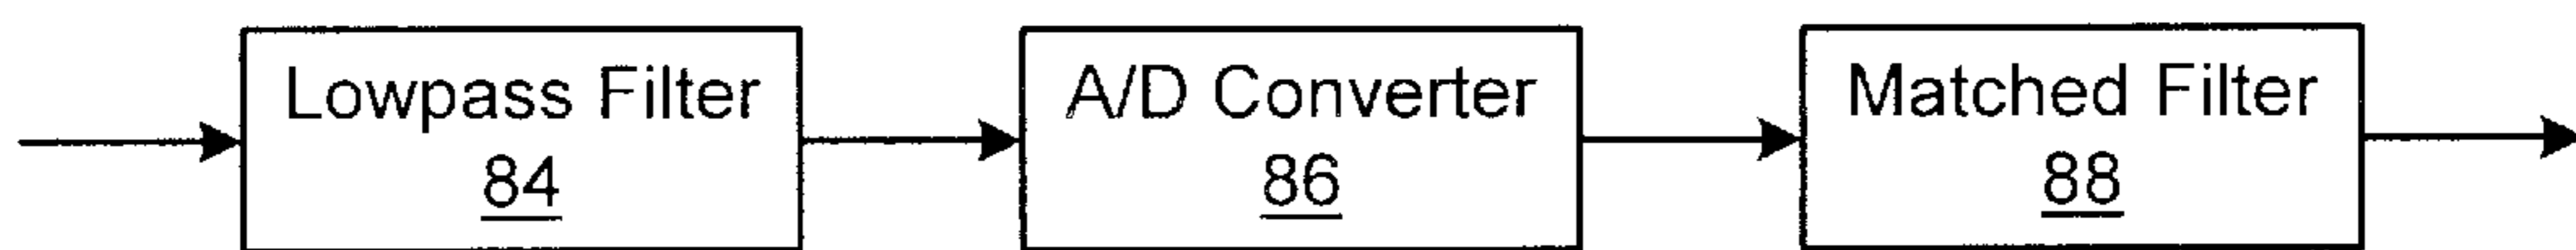 Lowpass Filter
84
A/D Converter
86
Matched Filter
88